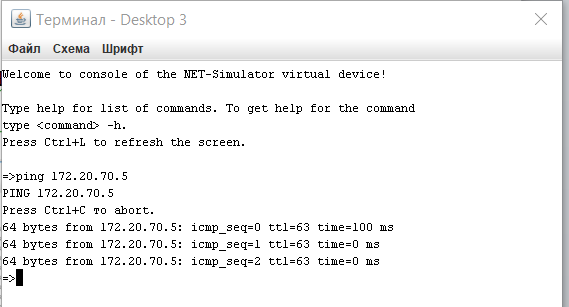 Терминал - Desktop 3
Файл Схема Шрифт
Welcome to console of the NET-Simulator virtual device!
Type help for list of commands. To get help for the command
type <command> -h.
Press Ctrl+L to refresh the screen.
=>ping 172.20.70.5
PING 172.20.70.5
Press Ctrl+C то abort.
64 bytes from 172.20.70.5: icmp_seq=0 ttl=63 time=100 ms
64 bytes from 172.20.70.5: icmp_seq=1 ttl=63 time=0 ms
64 bytes from 172.20.70.5: icmp_seq=2 ttl=63 time=0 ms
=>